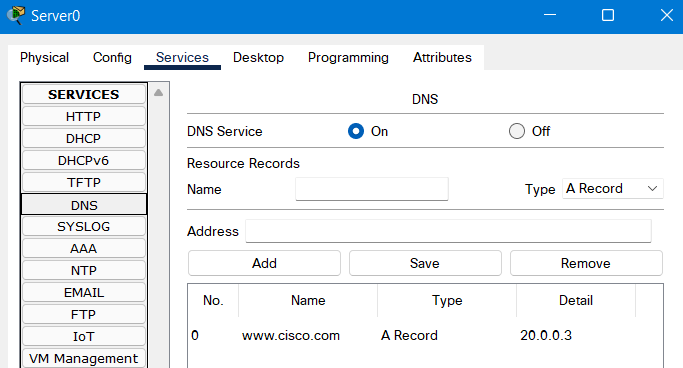 Server0
Physical Config Services Desktop Programming Attributes
SERVICES
HTTP
DHCP
DHCPv6
TFTP
DNS
SYSLOG
AAA
NTP
EMAIL
FTP
IoT
VM Management
DNS
DNS Service On Off
Resource Records
Name Type A Record
Address
Add Save Remove
No. Name Type Detail
0 www.cisco.com A Record 20.0.0.3